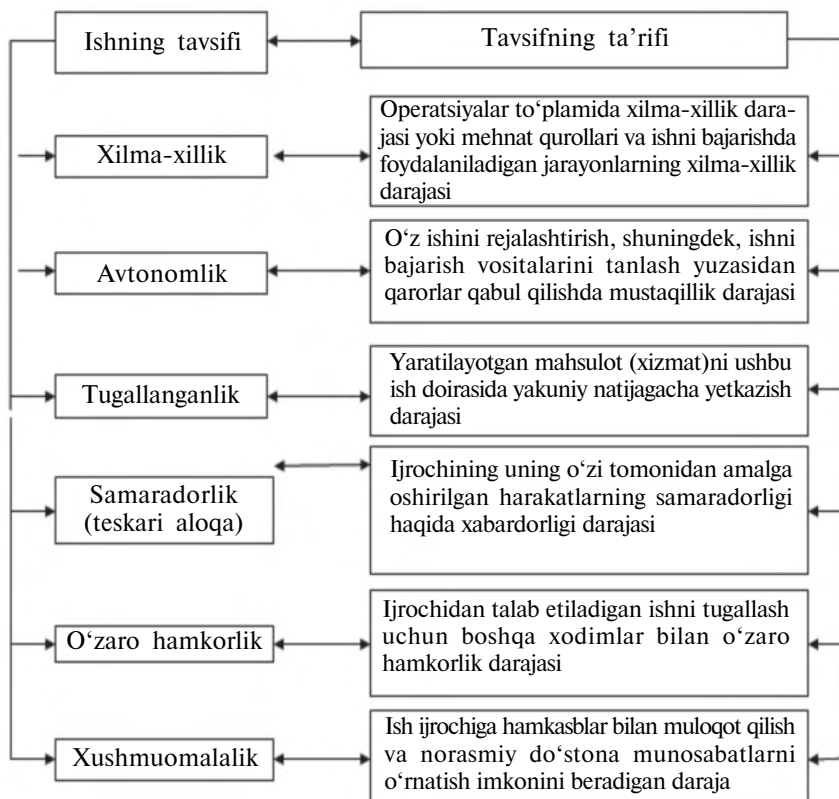 Ishning tavsifi
Tavsifning ta’rifi
Xilma-xillik
Operatsiyalar to‘plamida xilma-xillik dara-
jasi yoki mehnat qurollari va ishni bajarishda
foydalaniladigan jarayonlarning xilma-xillik
darajasi
Avtonomlik
O‘z ishini rejalashtirish, shuningdek, ishni
bajarish vositalarini tanlash yuzasidan
qarorlar qabul qilishda mustaqillik darajasi
Tugallanganlik
Yaratilayotgan mahsulot (xizmat)ni ushbu
ish doirasida yakuniy natijagacha yetkazish
darajasi
Samaradorlik
(teskari aloqa)
Ijrochining uning o‘zi tomonidan amalga
oshirilgan harakatlarning samaradorligi
haqida xabardorligi darajasi
O‘zaro hamkorlik
Ijrochidan talab etiladigan ishni tugallash
uchun boshqa xodimlar bilan o‘zaro
hamkorlik darajasi
Xushmuomalalik
Ish ijrochiga hamkasblar bilan muloqot qilish
va norasmiy do‘stona munosabatlarni
o‘rnatish imkonini beradigan daraja